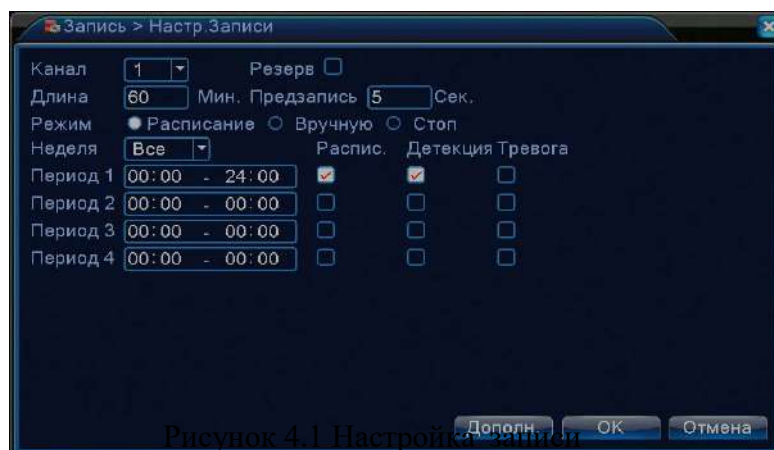 Запись > Настр.Записи
Канал 1 Резерв
Длина 60 Мин. Предзапись 5 Сек.
Режим Расписание Вручную Стоп
Неделя Все Распис. Детекция Тревога
Период 1 00:00 - 24:00
Период 2 00:00 - 00:00
Период 3 00:00 - 00:00
Период 4 00:00 - 00:00
Дополн. OK Отмена
Рисунок 4.1 Настройка записи